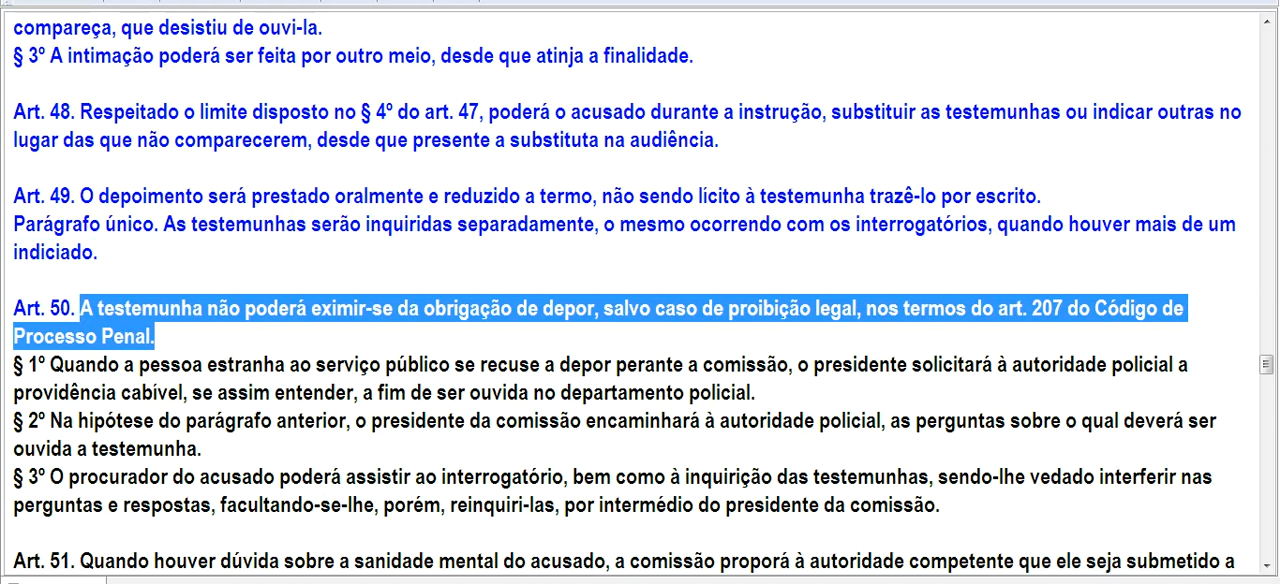 compareça, que desistiu de ouvi-la.
§ 3º A intimação poderá ser feita por outro meio, desde que atinja a finalidade.
Art. 48. Respeitado o limite disposto no § 4º do art. 47, poderá o acusado durante a instrução, substituir as testemunhas ou indicar outras no
lugar das que não comparecerem, desde que presente a substituta na audiência.
Art. 49. O depoimento será prestado oralmente e reduzido a termo, não sendo lícito à testemunha trazê-lo por escrito.
Parágrafo único. As testemunhas serão inquiridas separadamente, o mesmo ocorrendo com os interrogatórios, quando houver mais de um
indiciado.
Art. 50. A testemunha não poderá eximir-se da obrigação de depor, salvo caso de proibição legal, nos termos do art. 207 do Código de
Processo Penal.
§ 1º Quando a pessoa estranha ao serviço público se recuse a depor perante a comissão, o presidente solicitará à autoridade policial a
providência cabível, se assim entender, a fim de ser ouvida no departamento policial.
§ 2º Na hipótese do parágrafo anterior, o presidente da comissão encaminhará à autoridade policial, as perguntas sobre o qual deverá ser
ouvida a testemunha.
§ 3º O procurador do acusado poderá assistir ao interrogatório, bem como à inquirição das testemunhas, sendo-lhe vedado interferir nas
perguntas e respostas, facultando-se-lhe, porém, reinquiri-las, por intermédio do presidente da comissão.
Art. 51. Quando houver dúvida sobre a sanidade mental do acusado, a comissão proporá à autoridade competente que ele seja submetido a